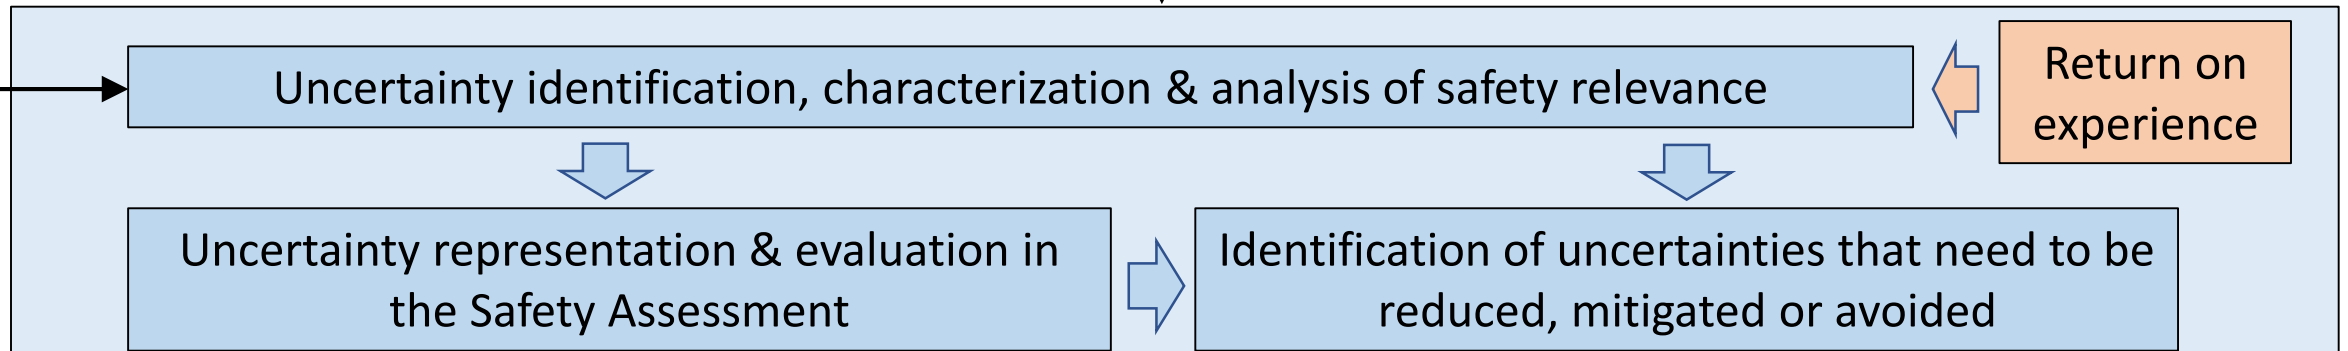 Uncertainty identification, characterization & analysis of safety relevance
Return on
experience
Uncertainty representation & evaluation in
the Safety Assessment
Identification of uncertainties that need to be
reduced, mitigated or avoided